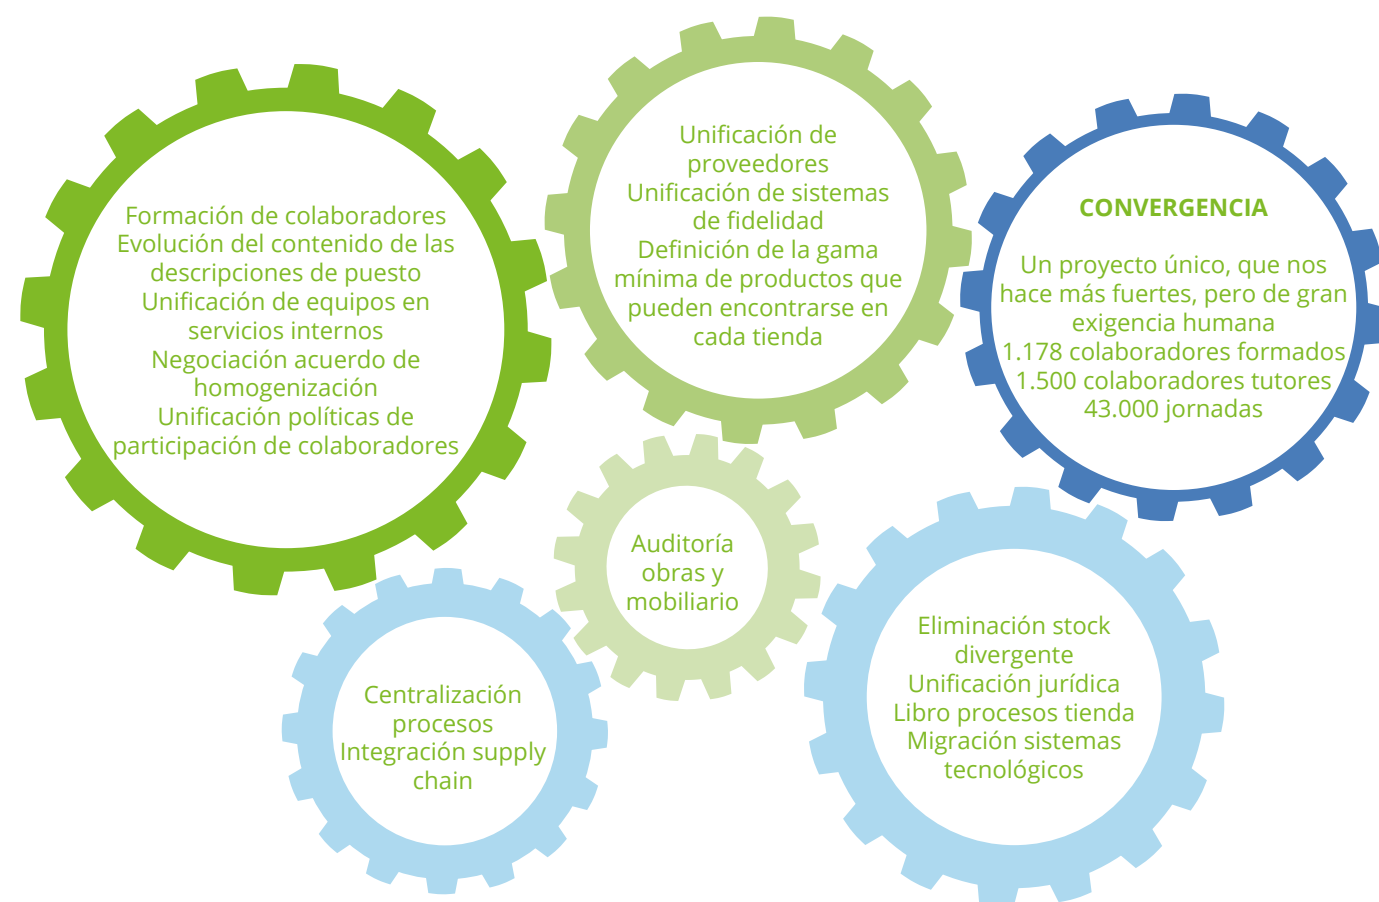 Formación de colaboradores
Evolución del contenido de las
descripciones de puesto
Unificación de equipos en
servicios internos
Negociación acuerdo de
homogenización
Unificación políticas de
participación de colaboradores
Unificación de
proveedores
Unificación de sistemas
de fidelidad
Definición de la gama
mínima de productos que
pueden encontrarse en
cada tienda
CONVERGENCIA
Un proyecto único, que nos
hace más fuertes, pero de gran
exigencia humana
1.178 colaboradores formados
1.500 colaboradores tutores
43.000 jornadas
Auditoría
obras y
mobiliario
Centralización
procesos
Integración supply
chain
Eliminación stock
divergente
Unificación jurídica
Libro procesos tienda
Migración sistemas
tecnológicos